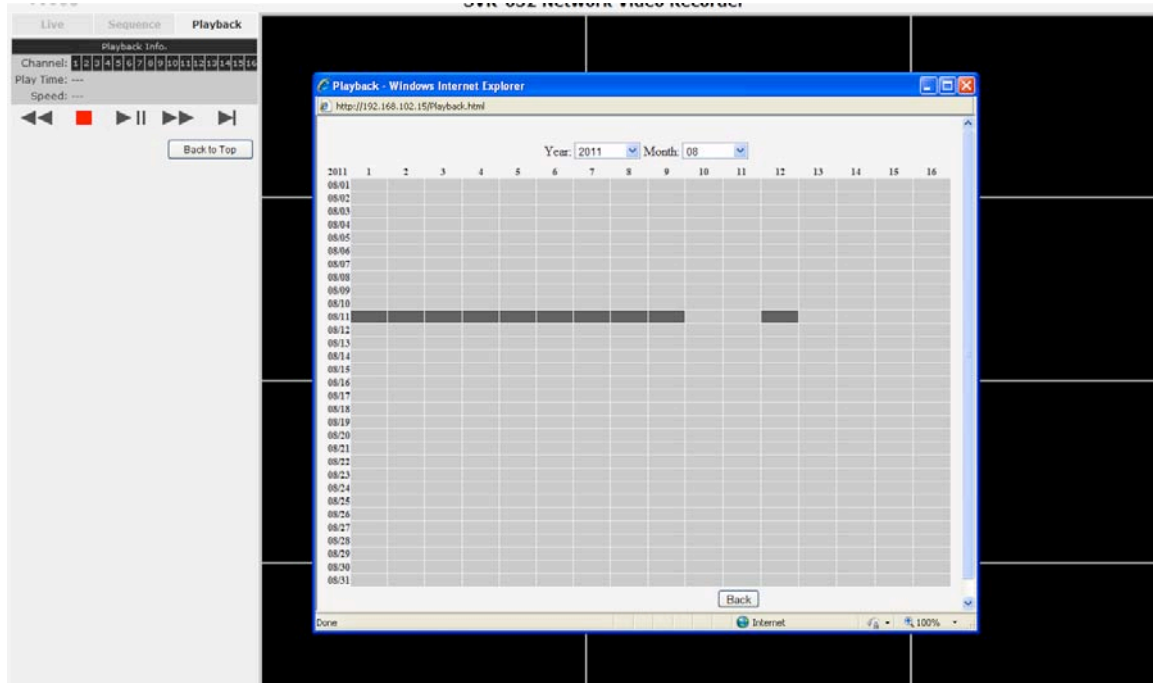 Network Video Recorder
Live Sequence Playback
Playback Info.
Channel: 1 2 3 4 5 6 7 8 9 10 11 12 13 14 15 16
Play Time: ---
Speed: ---
Back to Top
Playback - Windows Internet Explorer
http://192.168.102.15/Playback.html
Year: 2011 Month: 08
2011 1 2 3 4 5 6 7 8 9 10 11 12 13 14 15 16
08/01
08/02
08/03
08/04
08/05
08/06
08/07
08/08
08/09
08/10
08/11
08/12
08/13
08/14
08/15
08/16
08/17
08/18
08/19
08/20
08/21
08/22
08/23
08/24
08/25
08/26
08/27
08/28
08/29
08/30
08/31
Back
Done Internet 100%